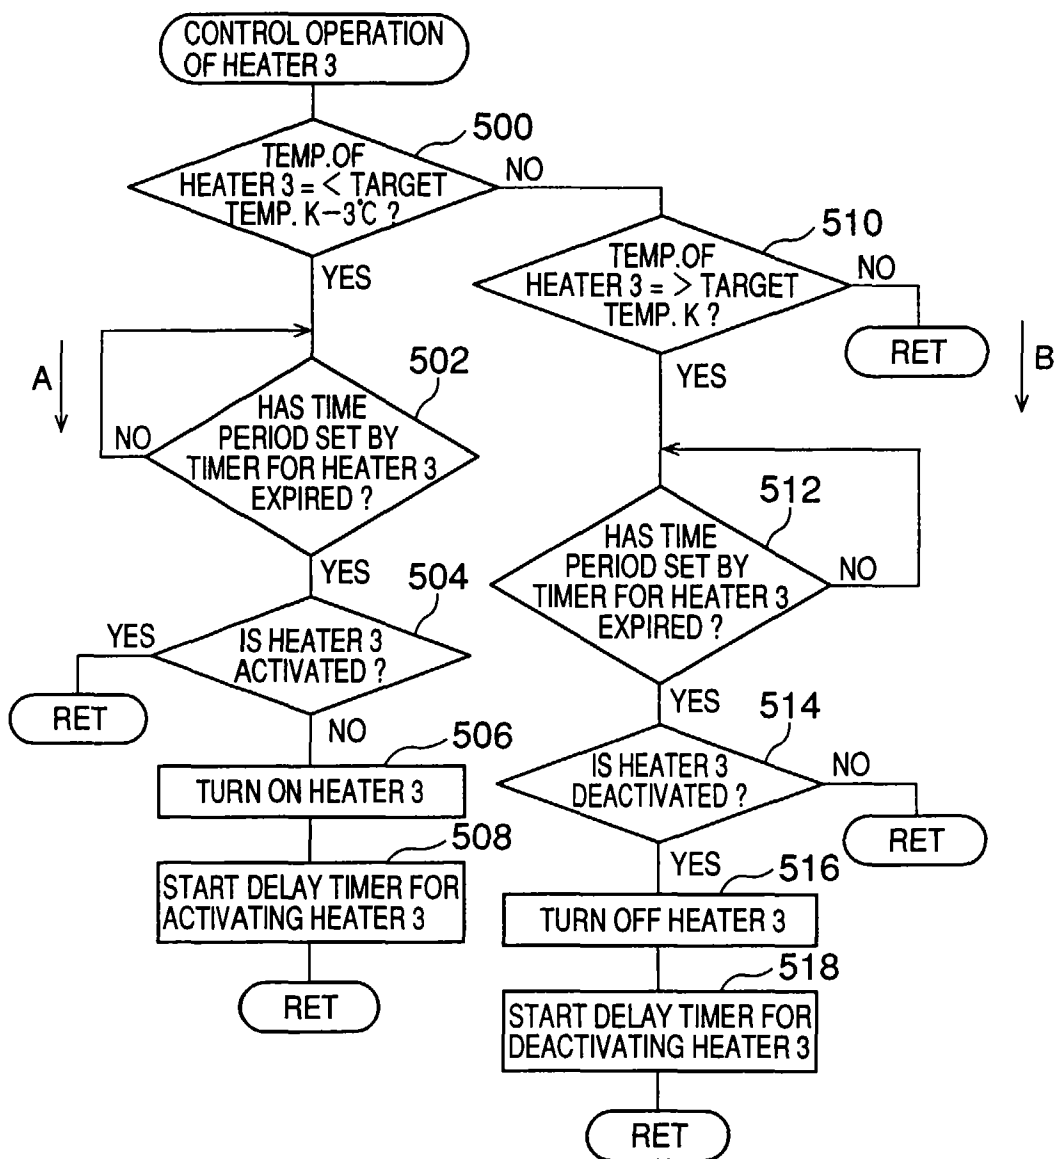 CONTROL OPERATION
OF HEATER 3
500
TEMP.OF
HEATER 3 = < TARGET
TEMP. K-3℃ ?
NO
YES
510
TEMP.OF
HEATER 3 = > TARGET
TEMP. K ?
NO
RET
YES
A
B
502
HAS TIME
PERIOD SET BY
TIMER FOR HEATER 3
EXPIRED ?
NO
YES
512
HAS TIME
PERIOD SET BY
TIMER FOR HEATER 3
EXPIRED ?
NO
YES
504
IS HEATER 3
ACTIVATED ?
YES
RET
NO
514
IS HEATER 3
DEACTIVATED ?
NO
RET
YES
506
TURN ON HEATER 3
508
START DELAY TIMER FOR
ACTIVATING HEATER 3
RET
516
TURN OFF HEATER 3
518
START DELAY TIMER FOR
DEACTIVATING HEATER 3
RET